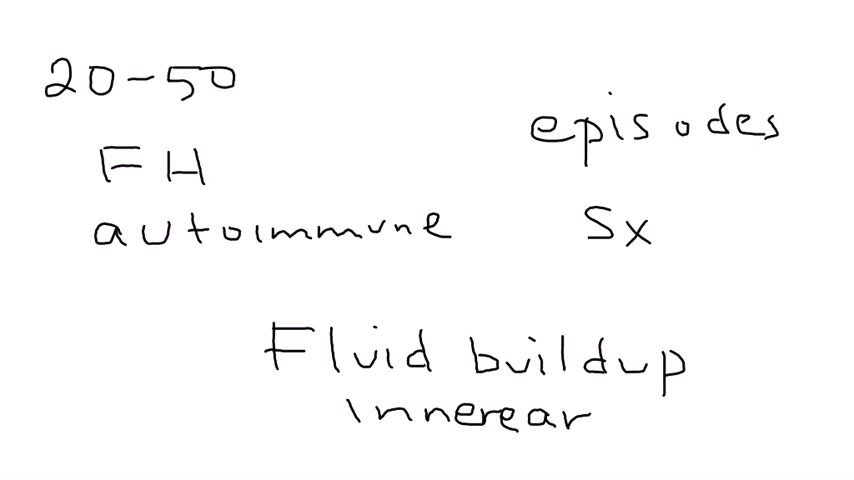 20-50
FH
autoimmune
episodes
Sx
Fluid buildup
innerear